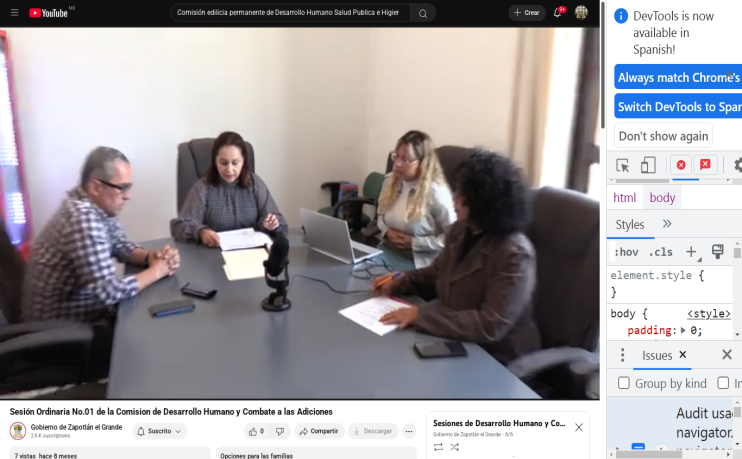 YouTube MX
Comisión edilicia permanente de Desarrollo Humano Salud Publica e Higier
Crear
9+
Sesión Ordinaria No.01 de la Comision de Desarrollo Humano y Combate a las Adiciones
Gobierno de Zapotlán el Grande
2.6 K suscriptores
Suscrito
0
Compartir
Descargar
7 vistas hace 8 meses
Opciones para las familias
Sesiones de Desarrollo Humano y Co...
Gobierno de Zapotlán el Grande - 6/6
DevTools is now
available in
Spanish!
Always match Chrome's
Switch DevTools to Spar
Don't show again
html body
Styles
:hov .cls
element.style {
}
body { <style>
padding: 0;
Issues
Group by kind In
Audit usa
navigator.